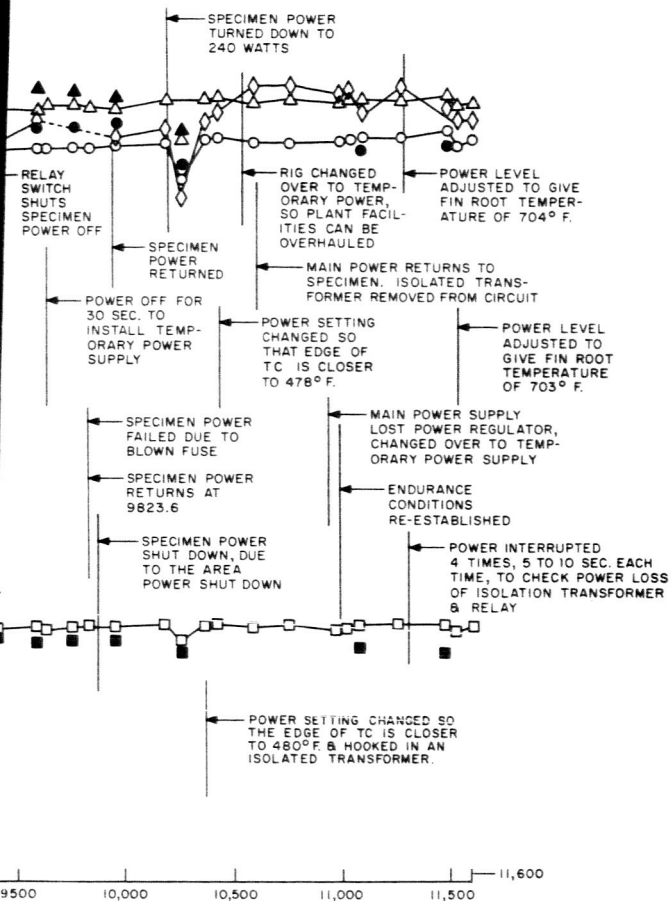 SPECIMEN POWER
TURNED DOWN TO
240 WATTS
RELAY
SWITCH
SHUTS
SPECIMEN
POWER OFF
SPECIMEN
POWER
RETURNED
RIG CHANGED
OVER TO TEMP-
ORARY POWER,
SO PLANT FACIL-
ITIES CAN BE
OVERHAULED
POWER LEVEL
ADJUSTED TO GIVE
FIN ROOT TEMPER-
ATURE OF 704° F.
MAIN POWER RETURNS TO
SPECIMEN. ISOLATED TRANS-
FORMER REMOVED FROM CIRCUIT
POWER OFF FOR
30 SEC. TO
INSTALL TEMP-
ORARY POWER
SUPPLY
POWER SETTING
CHANGED SO
THAT EDGE OF
TC IS CLOSER
TO 478° F.
POWER LEVEL
ADJUSTED TO
GIVE FIN ROOT
TEMPERATURE
OF 703° F.
SPECIMEN POWER
FAILED DUE TO
BLOWN FUSE
MAIN POWER SUPPLY
LOST POWER REGULATOR,
CHANGED OVER TO TEMP-
ORARY POWER SUPPLY
SPECIMEN POWER
RETURNS AT
9823.6
ENDURANCE
CONDITIONS
RE-ESTABLISHED
SPECIMEN POWER
SHUT DOWN, DUE
TO THE AREA
POWER SHUT DOWN
POWER INTERRUPTED
4 TIMES, 5 TO 10 SEC. EACH
TIME, TO CHECK POWER LOSS
OF ISOLATION TRANSFORMER
& RELAY
POWER SETTING CHANGED SO
THE EDGE OF TC IS CLOSER
TO 480° F. & HOOKED IN AN
ISOLATED TRANSFORMER.
11,600
9500 10,000 10,500 11,000 11,500